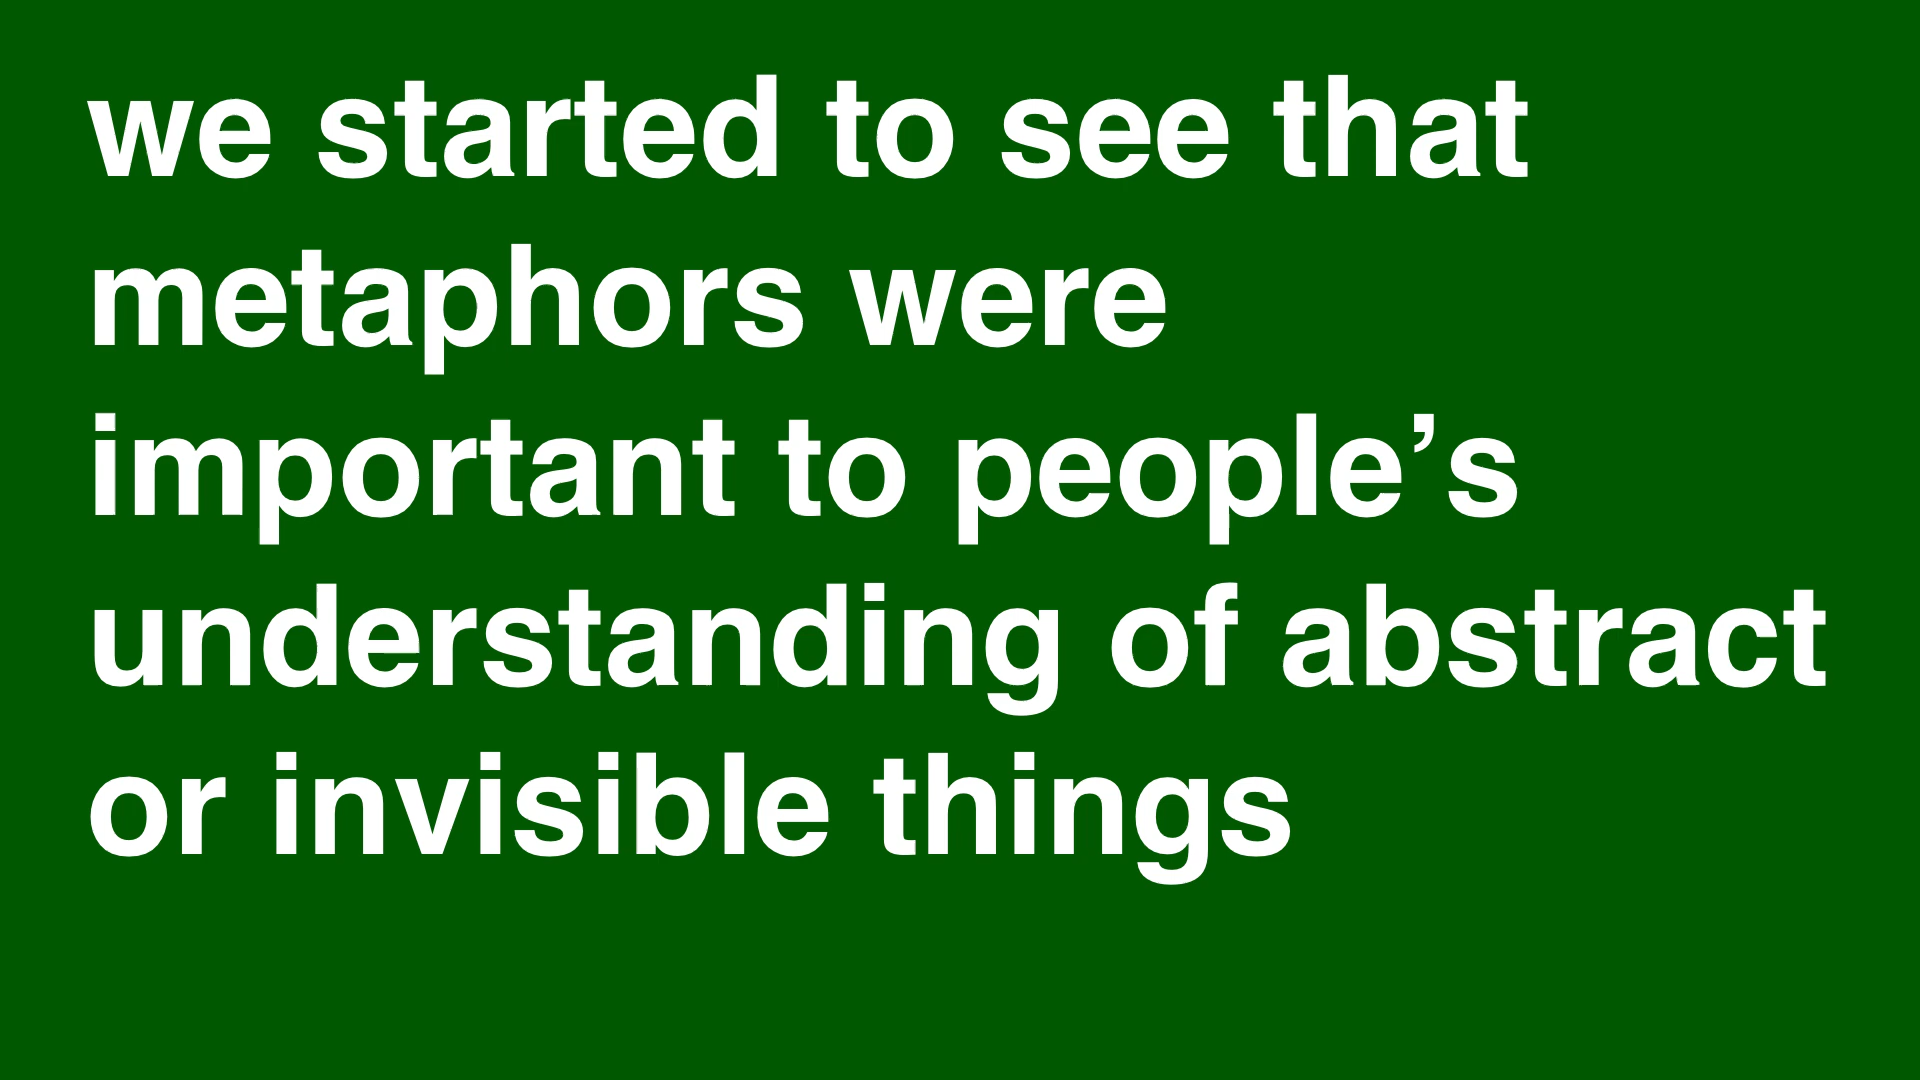 we started to see that
metaphors were
important to people’s
understanding of abstract
or invisible things